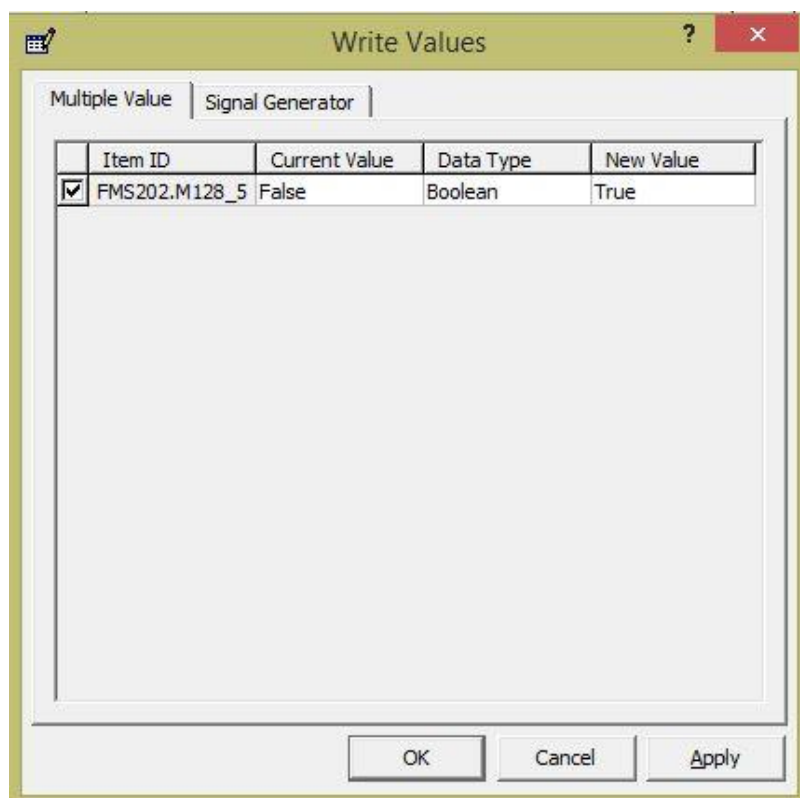 Write Values
?
Multiple Value Signal Generator
Item ID Current Value Data Type New Value
FMS202.M128_5 False Boolean True
OK Cancel Apply